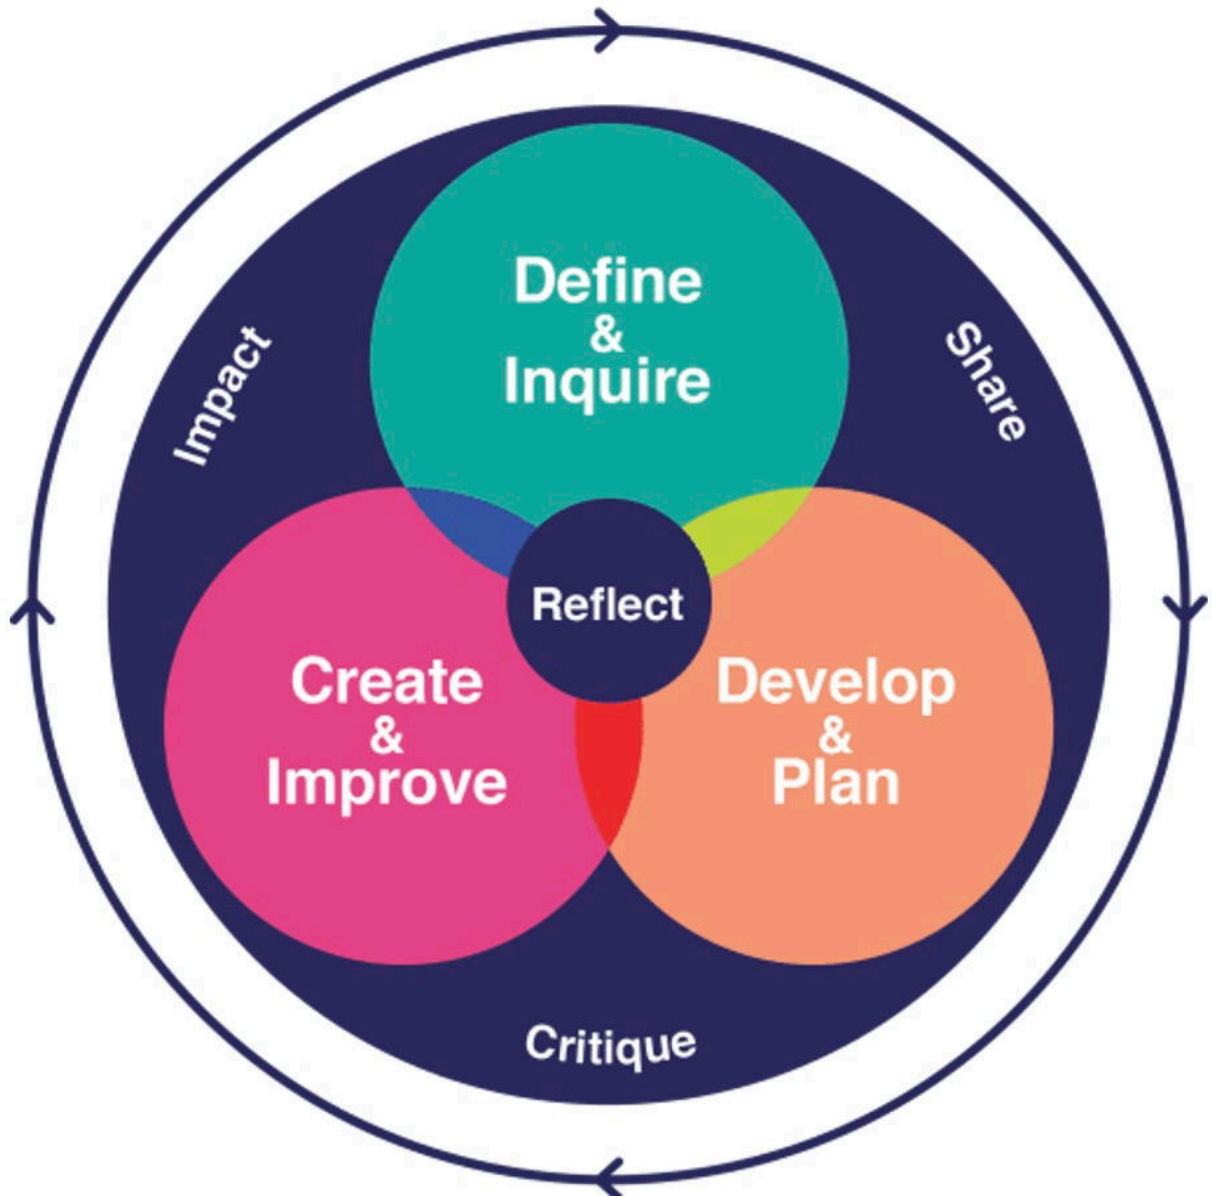 Define
&
Inquire
Impact
Share
Reflect
Create
&
Improve
Develop
&
Plan
Critique